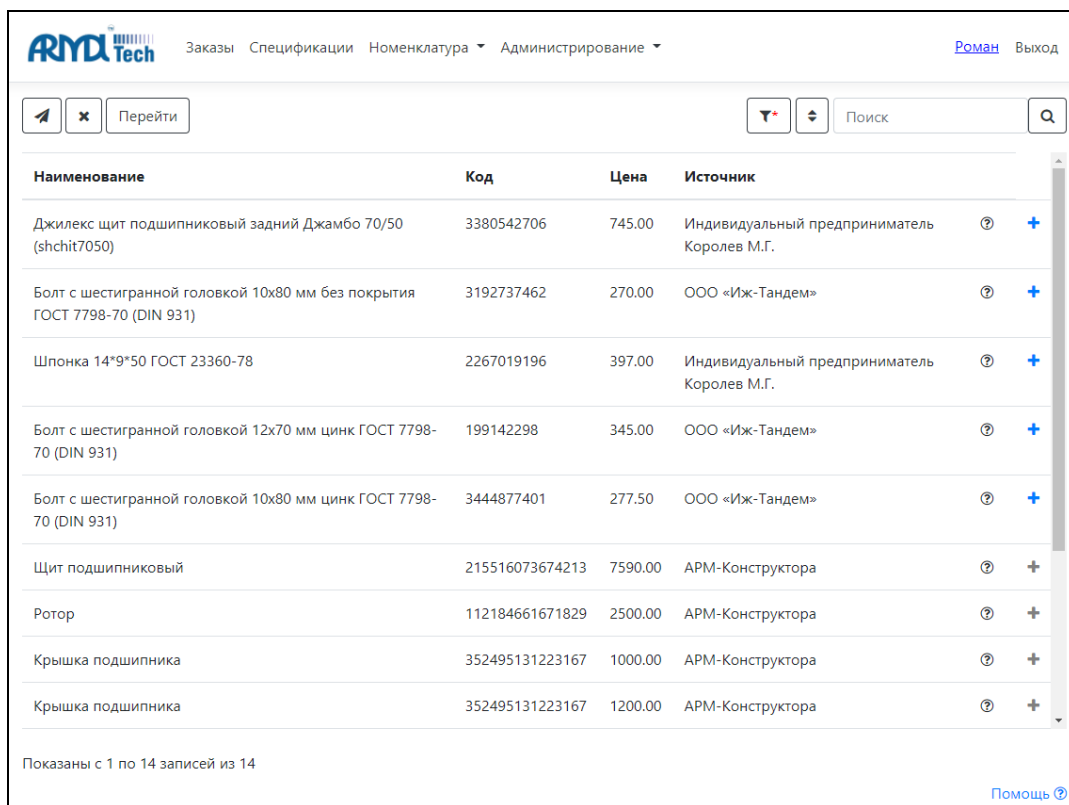 ARMA Tech
Заказы Спецификации Номенклатура Администрирование Роман Выход
Перейти Поиск
Наименование Код Цена Источник
Джилекс щит подшипниковый задний Джамбо 70/50 3380542706 745.00 Индивидуальный предприниматель
(shchit7050) Королев М.Г.
Болт с шестигранной головкой 10х80 мм без покрытия 3192737462 270.00 ООО «Иж-Тандем»
ГОСТ 7798-70 (DIN 931)
Шпонка 14*9*50 ГОСТ 23360-78 2267019196 397.00 Индивидуальный предприниматель
Королев М.Г.
Болт с шестигранной головкой 12х70 мм цинк ГОСТ 7798- 199142298 345.00 ООО «Иж-Тандем»
70 (DIN 931)
Болт с шестигранной головкой 10х80 мм цинк ГОСТ 7798- 3444877401 277.50 ООО «Иж-Тандем»
70 (DIN 931)
Щит подшипниковый 215516073674213 7590.00 АРМ-Конструктора
Ротор 112184661671829 2500.00 АРМ-Конструктора
Крышка подшипника 352495131223167 1000.00 АРМ-Конструктора
Крышка подшипника 352495131223167 1200.00 АРМ-Конструктора
Показаны с 1 по 14 записей из 14
Помощь